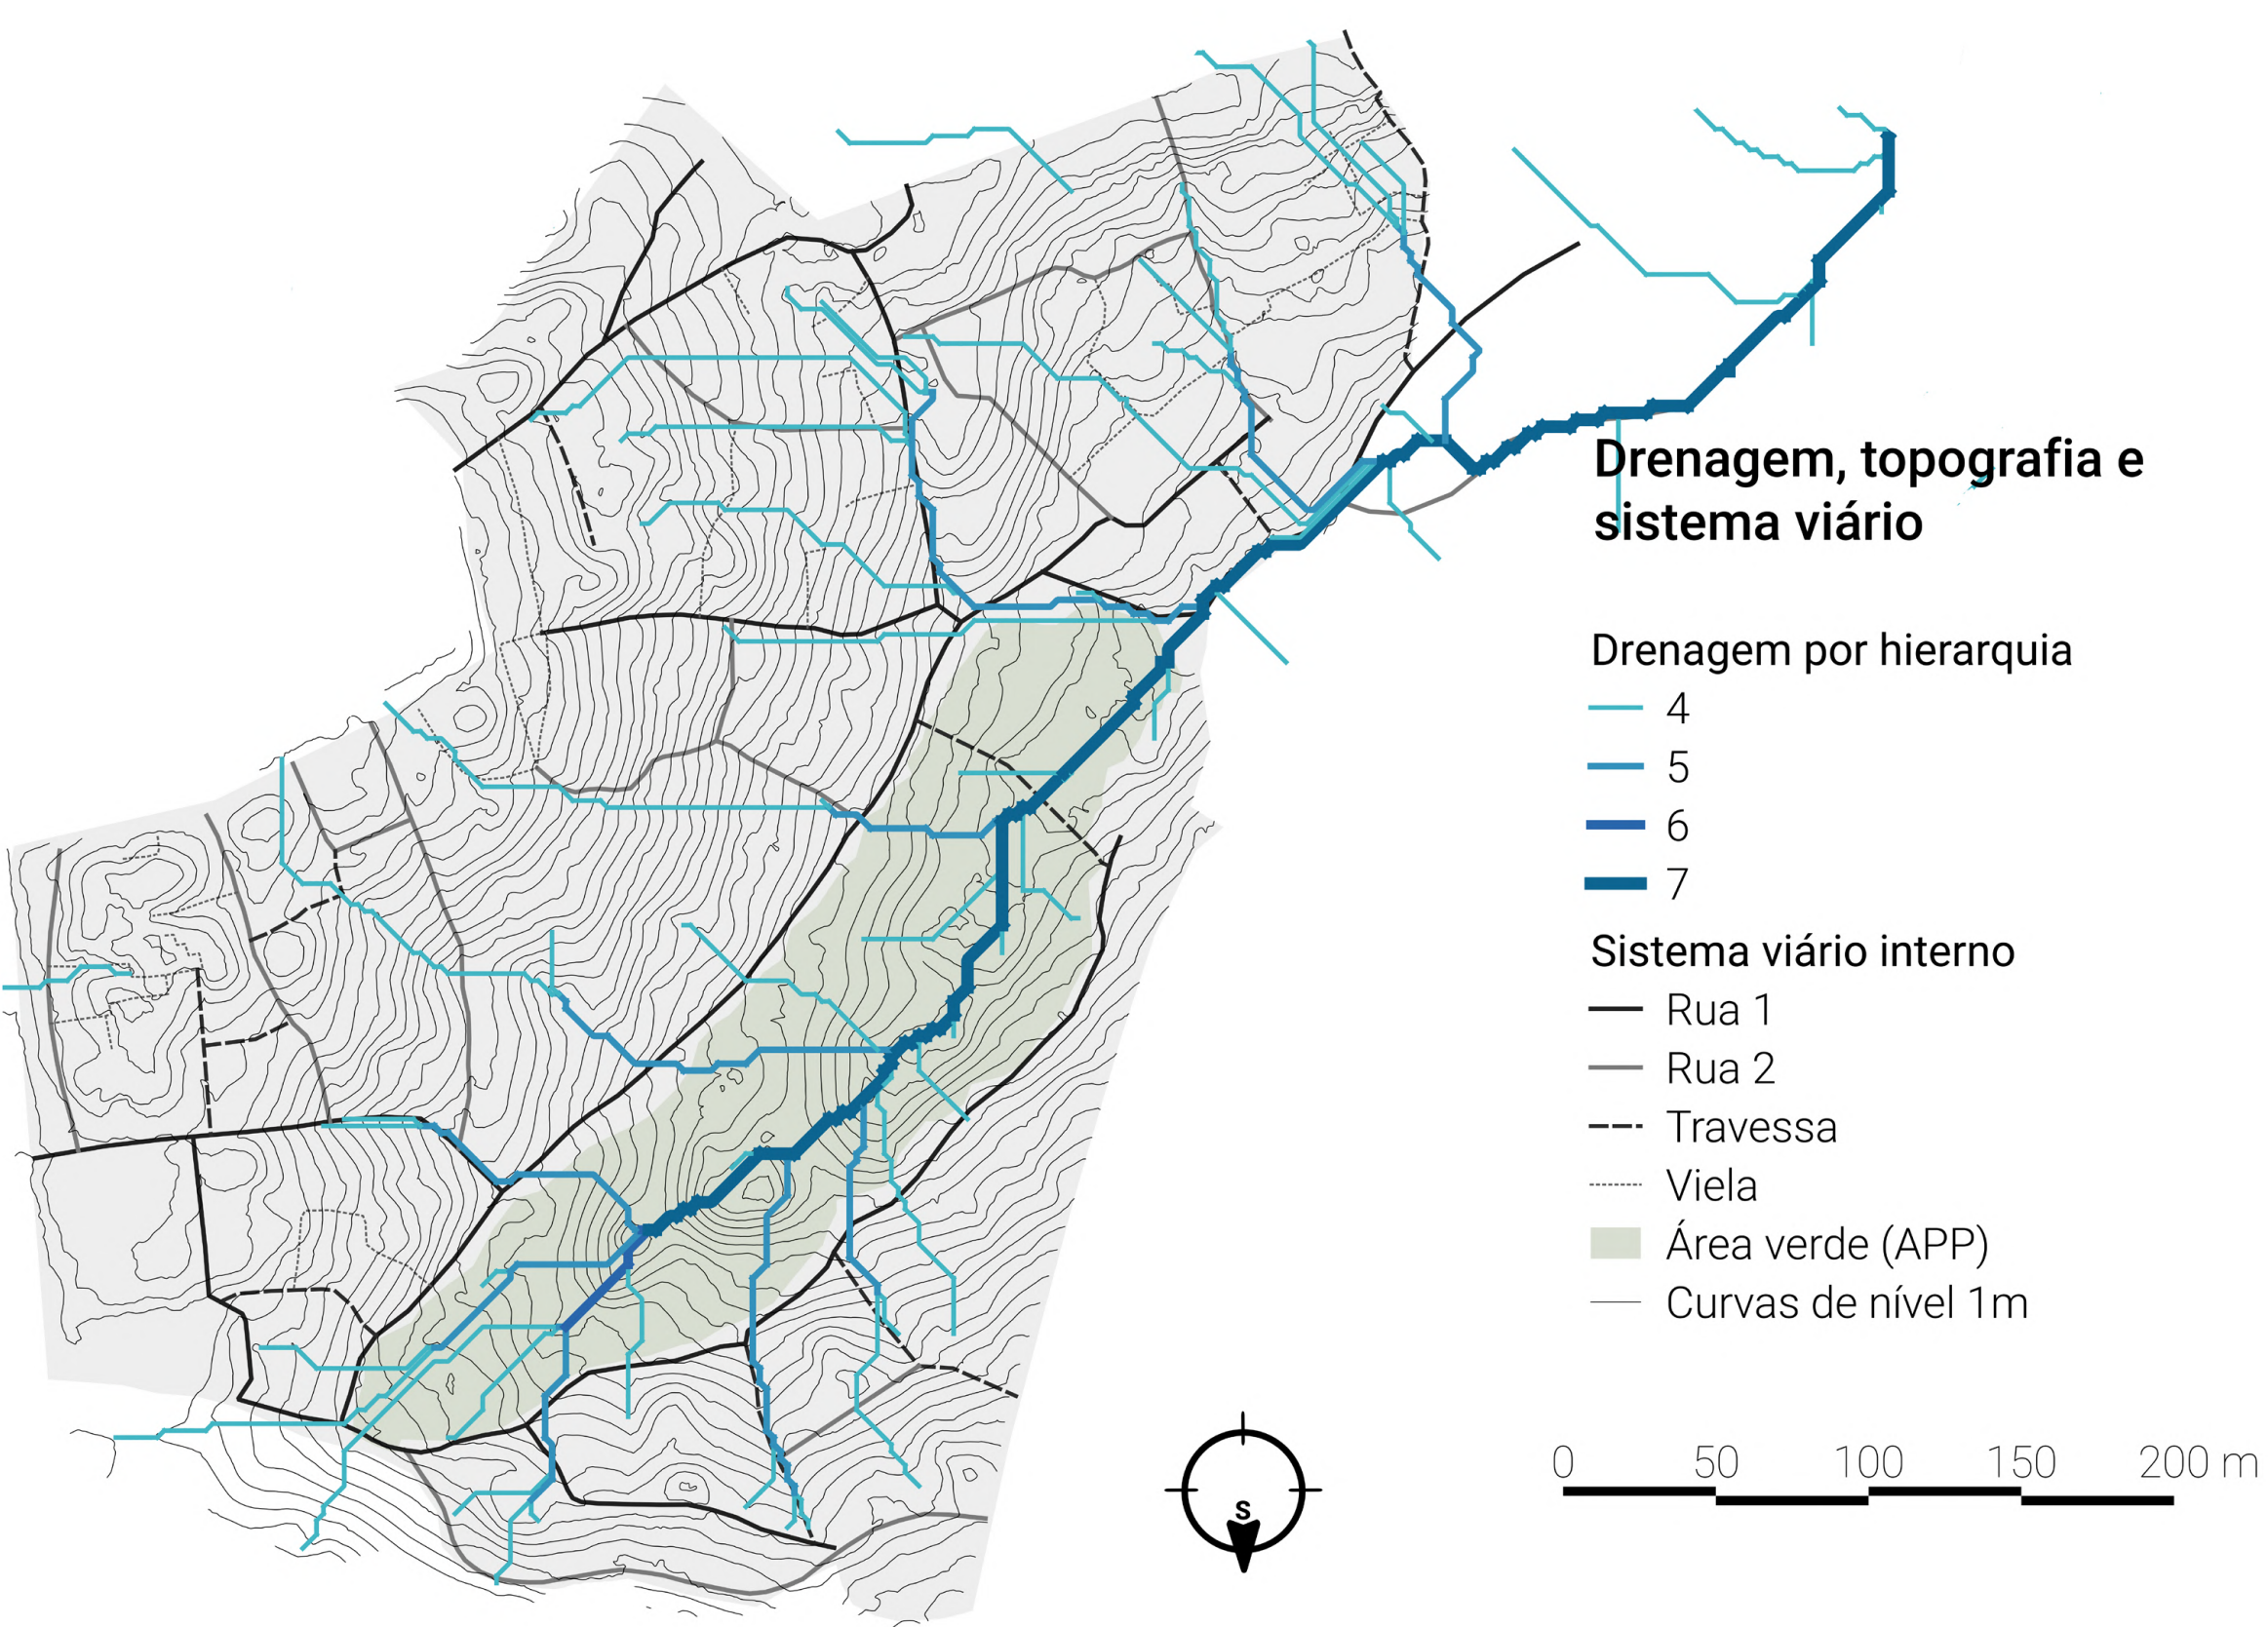 Drenagem, topografia e
sistema viário
Drenagem por hierarquia
4
5
6
7
Sistema viário interno
Rua 1
Rua 2
Travessa
Viela
Área verde (APP)
Curvas de nível 1m
S
0 50 100 150 200 m